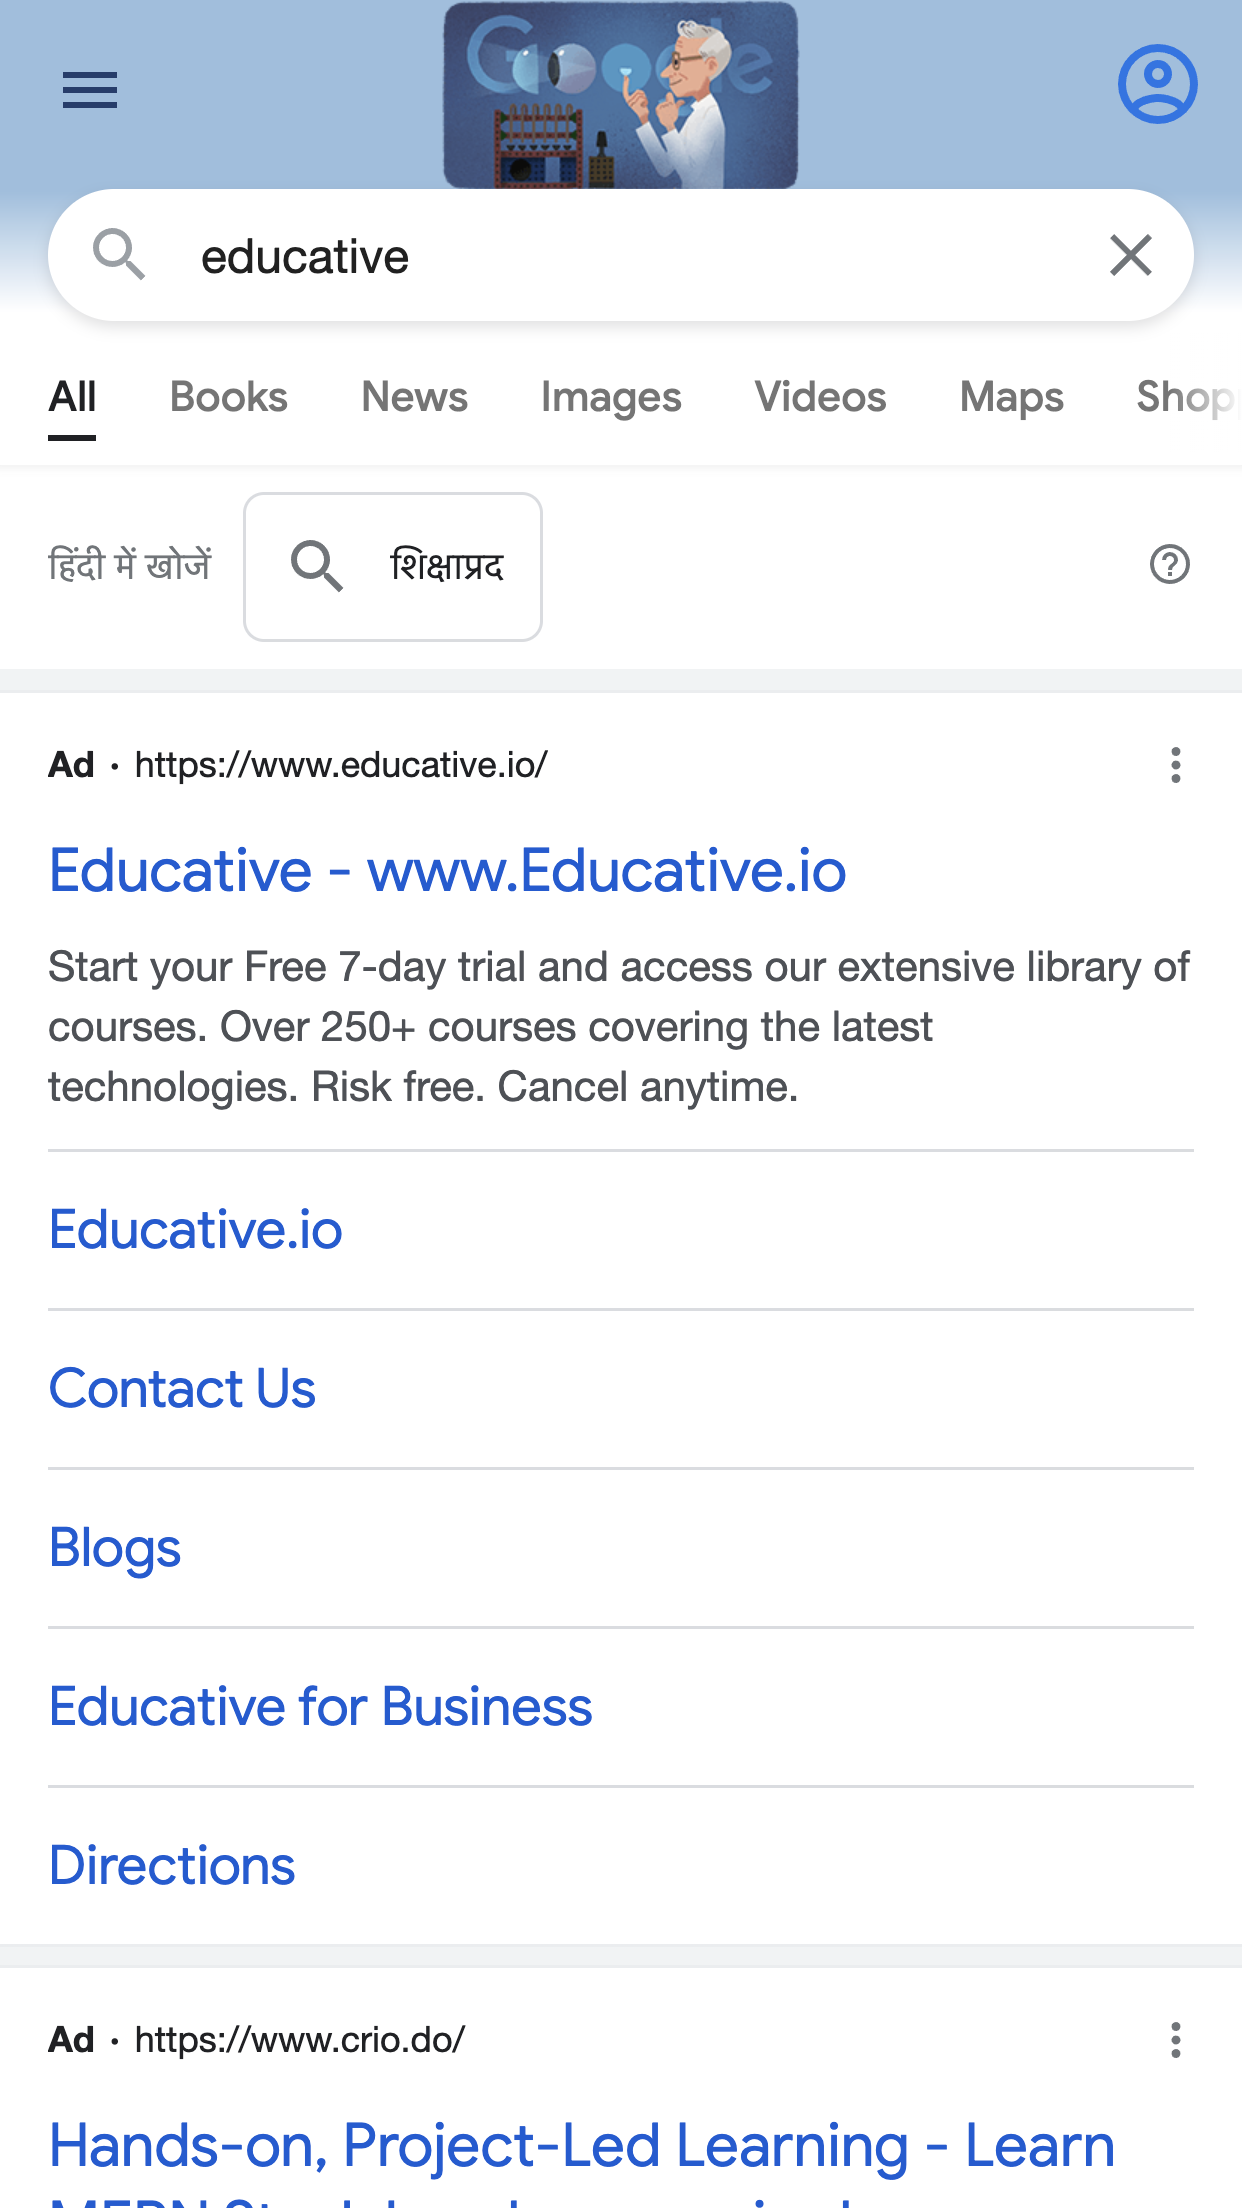 Google
educative
All Books News Images Videos Maps Shop
हिंदी में खोजें शिक्षाप्रद
Ad · https://www.educative.io/
Educative - www.Educative.io
Start your Free 7-day trial and access our extensive library of
courses. Over 250+ courses covering the latest
technologies. Risk free. Cancel anytime.
Educative.io
Contact Us
Blogs
Educative for Business
Directions
Ad · https://www.crio.do/
Hands-on, Project-Led Learning - Learn